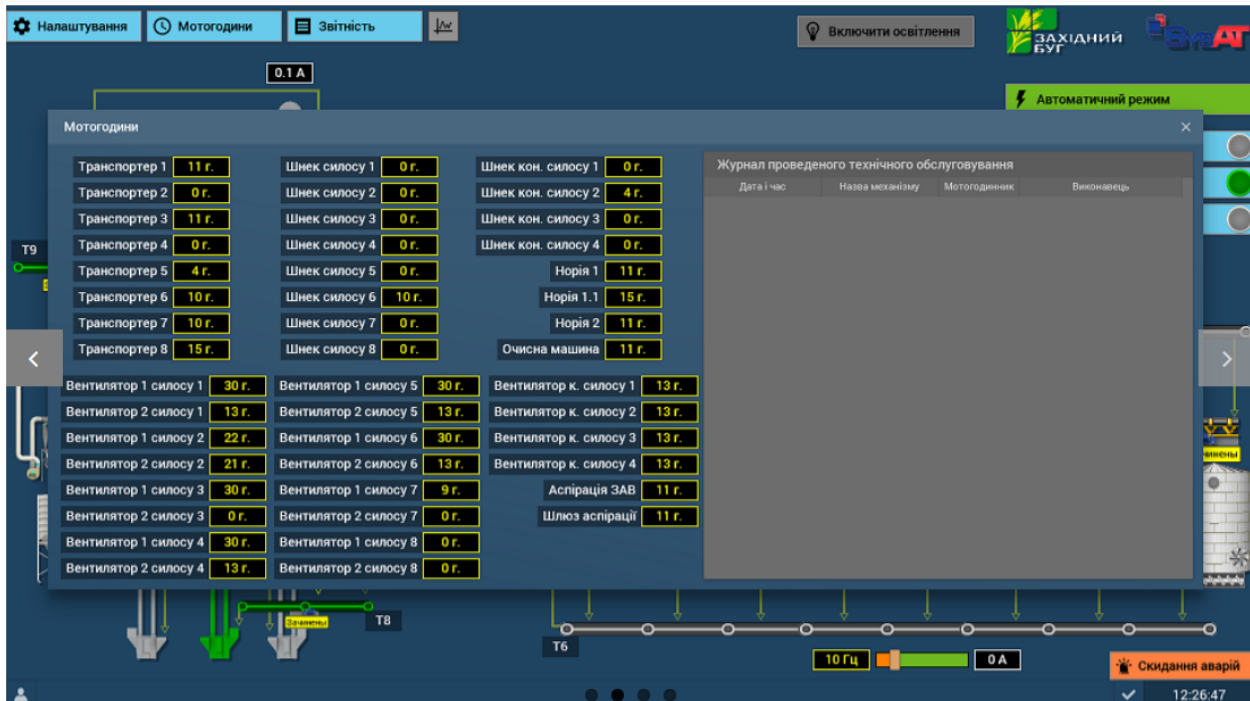 Налаштування Мотогодини Звітність Включити освітлення ЗАХІДНИЙ БУГ
0.1 А
Автоматичний режим
Мотогодини ×
Транспортер 1 11 г. Шнек силосу 1 0 г. Шнек кон. силосу 1 0 г. Журнал проведеного технічного обслуговування
Транспортер 2 0 г. Шнек силосу 2 0 г. Шнек кон. силосу 2 4 г. Дата і час Назва механізму Мотогодинник Виконавець
Транспортер 3 11 г. Шнек силосу 3 0 г. Шнек кон. силосу 3 0 г.
T9 Транспортер 4 0 г. Шнек силосу 4 0 г. Шнек кон. силосу 4 0 г.
Транспортер 5 4 г. Шнек силосу 5 0 г. Норія 1 11 г.
Транспортер 6 10 г. Шнек силосу 6 10 г. Норія 1.1 15 г.
Транспортер 7 10 г. Шнек силосу 7 0 г. Норія 2 11 г.
Транспортер 8 15 г. Шнек силосу 8 0 г. Очисна машина 11 г.
Вентилятор 1 силосу 1 30 г. Вентилятор 1 силосу 5 30 г. Вентилятор к. силосу 1 13 г.
Вентилятор 2 силосу 1 13 г. Вентилятор 2 силосу 5 13 г. Вентилятор к. силосу 2 13 г.
Вентилятор 1 силосу 2 22 г. Вентилятор 1 силосу 6 30 г. Вентилятор к. силосу 3 13 г.
Вентилятор 2 силосу 2 21 г. Вентилятор 2 силосу 6 13 г. Вентилятор к. силосу 4 13 г.
Вентилятор 1 силосу 3 30 г. Вентилятор 1 силосу 7 9 г. Аспірація ЗАВ 11 г.
Вентилятор 2 силосу 3 0 г. Вентилятор 2 силосу 7 0 г. Шлюз аспірації 11 г.
Вентилятор 1 силосу 4 30 г. Вентилятор 1 силосу 8 0 г.
Вентилятор 2 силосу 4 13 г. Вентилятор 2 силосу 8 0 г.
Зачинены T8
T6
10 Гц 0 А
Скидання аварій
12:26:47